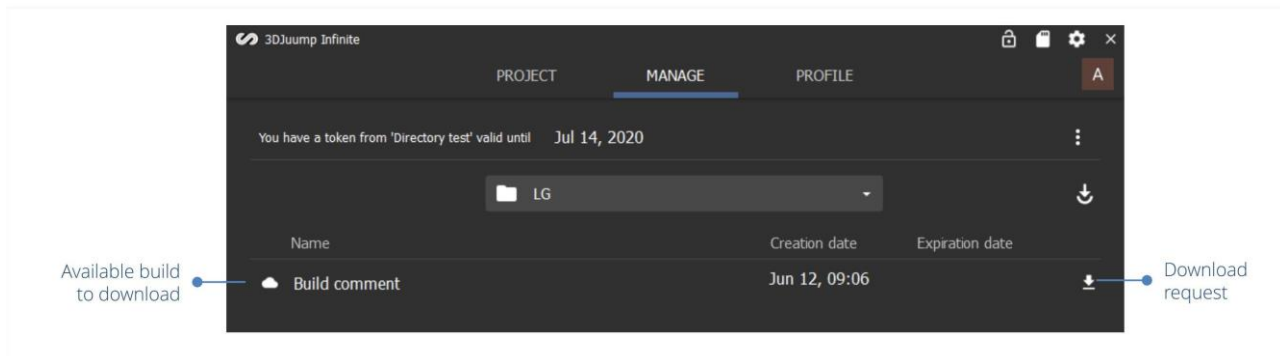 3DJuump Infinite
PROJECT MANAGE PROFILE A
You have a token from 'Directory test' valid until Jul 14, 2020
LG
Name Creation date Expiration date
Available build
to download
Build comment Jun 12, 09:06
Download
request